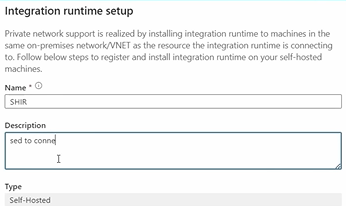 Integration runtime setup
Private network support is realized by installing integration runtime to machines in the
same on-premises network/VNET as the resource the integration runtime is connecting
to. Follow below steps to register and install integration runtime on your self-hosted
machines.
Name *
SHIR
Description
sed to conne
Type
Self-Hosted